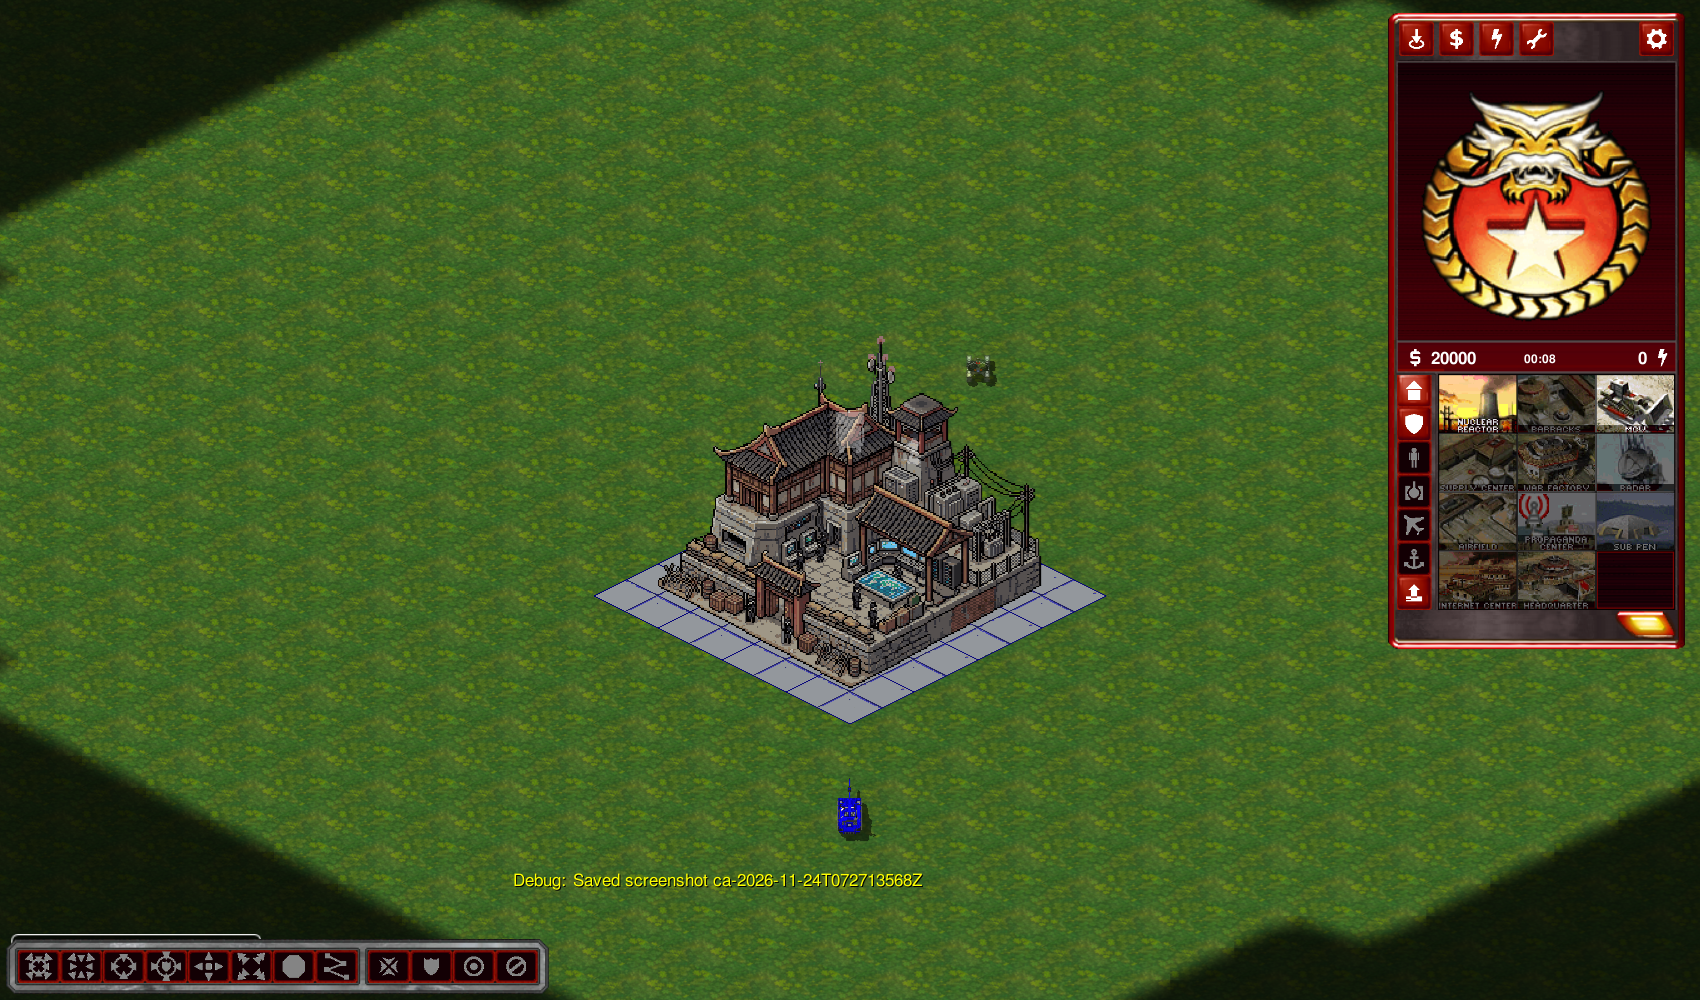 $ 20000
00:08
0
NUCLEAR
REACTOR
BARRACKS
MCV
SUPPLY CENTER
WAR FACTORY
RADAR
AIRFIELD
PROPAGANDA
CENTER
SUB PEN
INTERNET CENTER
HEADQUARTER
Debug: Saved screenshot ca-2026-11-24T072713568Z